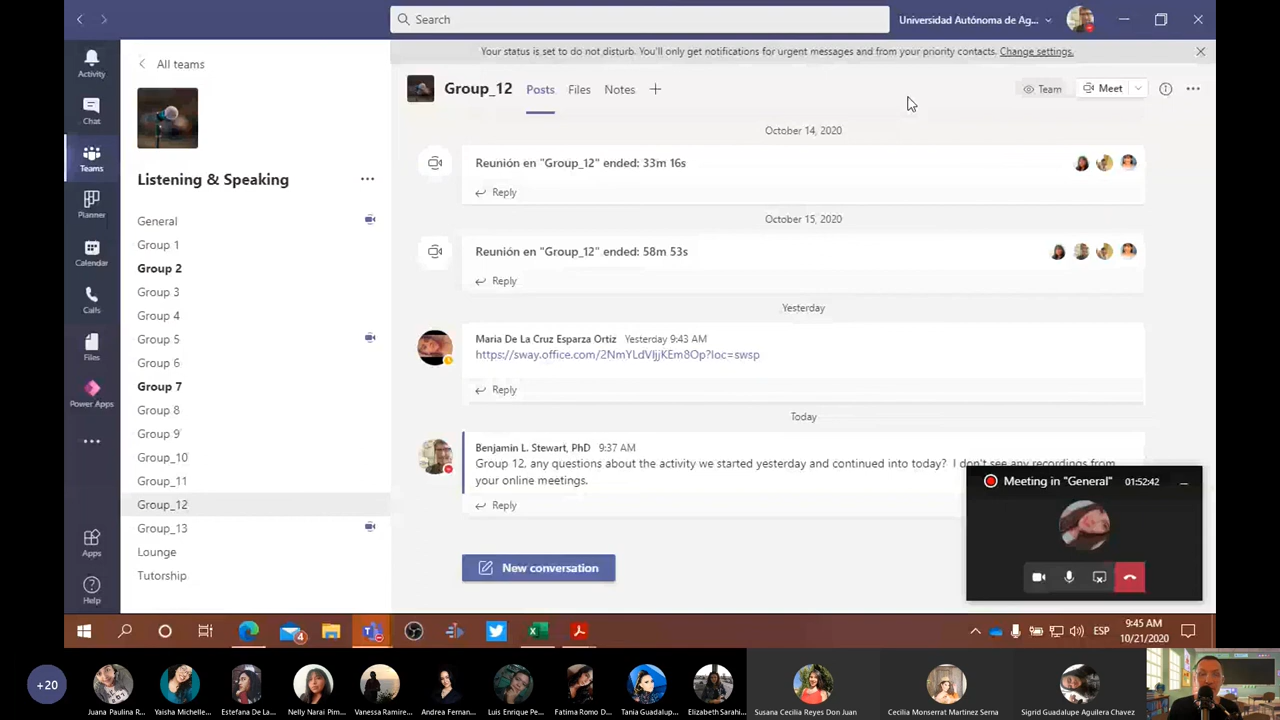 Search
Universidad Autónoma de Ag...
Your status is set to do not disturb. You'll only get notifications for urgent messages and from your priority contacts. Change settings.
Activity
Chat
Teams
Planner
Calendar
Calls
Files
Power Apps
Apps
Help
All teams
Listening & Speaking
General
Group 1
Group 2
Group 3
Group 4
Group 5
Group 6
Group 7
Group 8
Group 9
Group_10
Group_11
Group_12
Group_13
Lounge
Tutorship
Group_12
Posts
Files
Notes
Team
Meet
October 14, 2020
Reunión en "Group_12" ended: 33m 16s
Reply
October 15, 2020
Reunión en "Group_12" ended: 58m 53s
Reply
Yesterday
Maria De La Cruz Esparza Ortiz Yesterday 9:43 AM
https://sway.office.com/2NmYLdVljjKEm8Op?loc=swsp
Reply
Today
Benjamin L. Stewart, PhD 9:37 AM
Group 12, any questions about the activity we started yesterday and continued into today? I don't see any recordings from
your online meetings.
Reply
New conversation
Meeting in "General" 01:52:42
4
ESP
9:45 AM
10/21/2020
+20
Juana Paulina R...
Yaisha Michelle...
Estefana De La...
Nelly Narai Pim...
Vanessa Ramire...
Andrea Fernan...
Luis Enrique Pe...
Fatima Romo D...
Tania Guadalup...
Elizabeth Sarahi...
Susana Cecilia Reyes Don Juan
Cecilia Monserrat Martinez Serna
Sigrid Guadalupe Aguilera Chavez